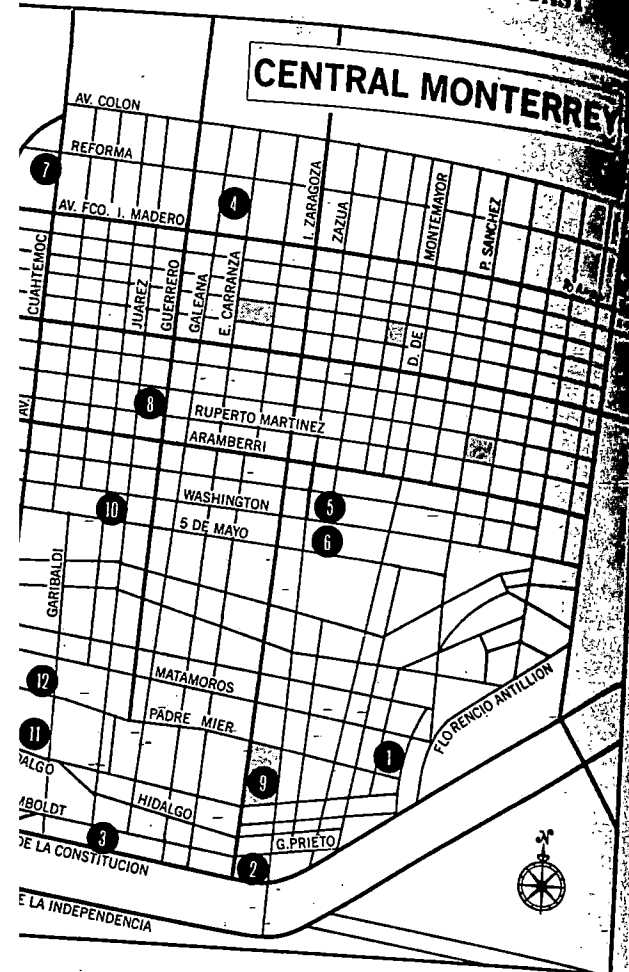 CENTRAL MONTERREY
AV. COLON
REFORMA
7
4
AV. FCO. I. MADERO
I. ZARAGOZA
ZAZUA
MONTEMAYOR
P. SANCHEZ
CUAHTEMOC
JUAREZ
GUERRERO
GALEANA
E. CARRANZA
D. DE
8
RUPERTO MARTINEZ
AV.
ARAMBERRI
WASHINGTON
5
10
5 DE MAYO
6
GARIBALDI
12
MATAMOROS
PADRE MIER
FLORENCIO ANTILLION
11
1
9
HIDALGO
3
G. PRIETO
2
DE LA CONSTITUCION
N
LA INDEPENDENCIA